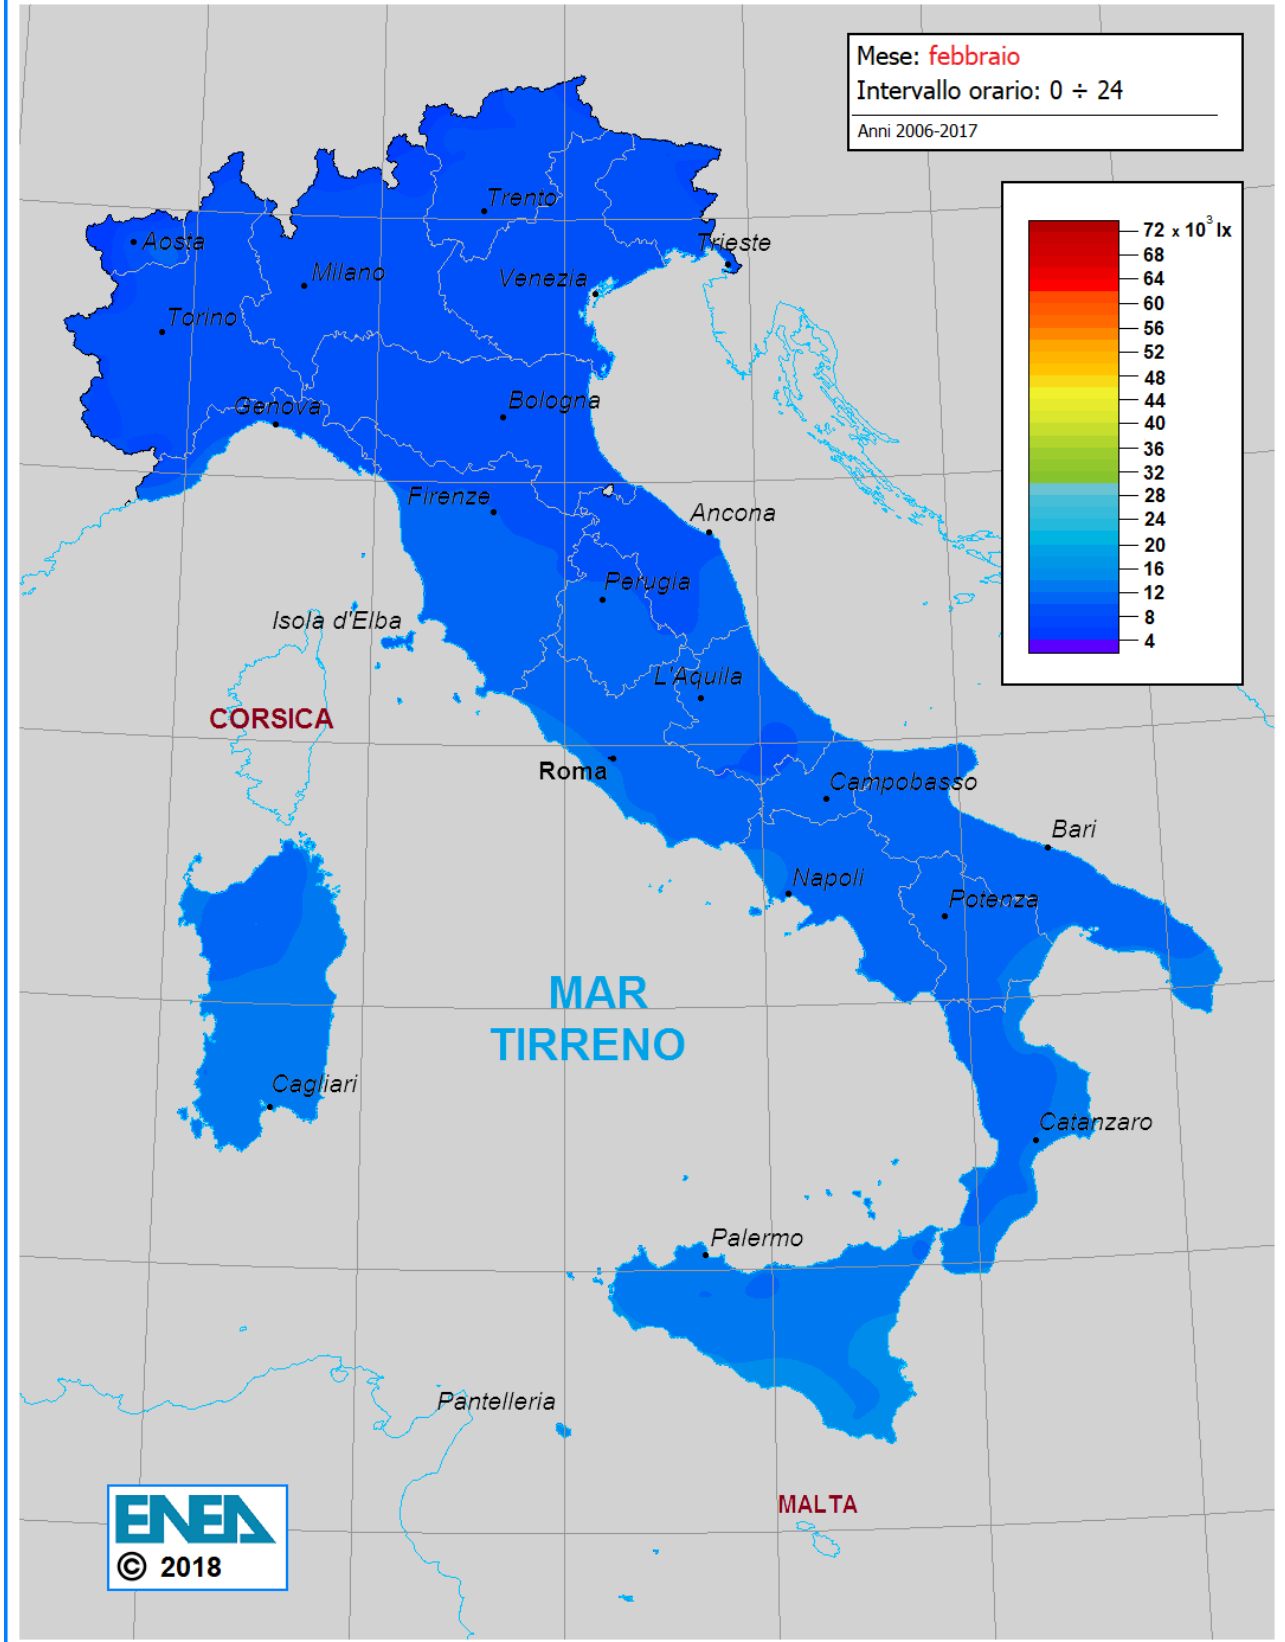 Mese: febbraio
Intervallo orario: 0 ÷ 24
Anni 2006-2017
72 x 10³ lx
68
64
60
56
52
48
44
40
36
32
28
24
20
16
12
8
4
Trento
Aosta
Trieste
Milano
Venezia
Torino
Genova
Bologna
Firenze
Ancona
Perugia
Isola d'Elba
L'Aquila
CORSICA
Roma
Campobasso
Bari
Napoli
Potenza
MAR
TIRRENO
Cagliari
Catanzaro
Palermo
Pantelleria
MALTA
ENEA
© 2018